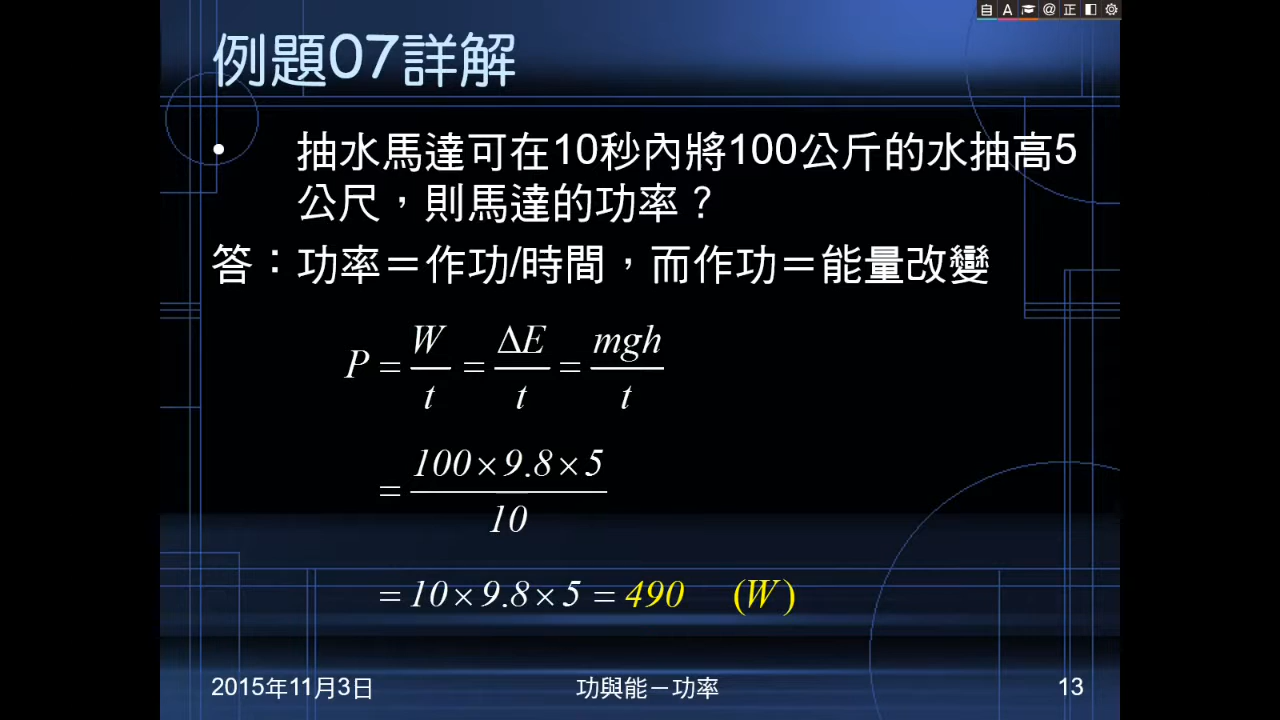 自 A @ 正
例題07詳解
• 抽水馬達可在10秒內將100公斤的水抽高5
公尺，則馬達的功率？
答：功率＝作功/時間，而作功＝能量改變
P = W/t = ΔE/t = mgh/t
= 100×9.8×5/10
= 10×9.8×5 = 490 (W)
2015年11月3日 功與能－功率 13